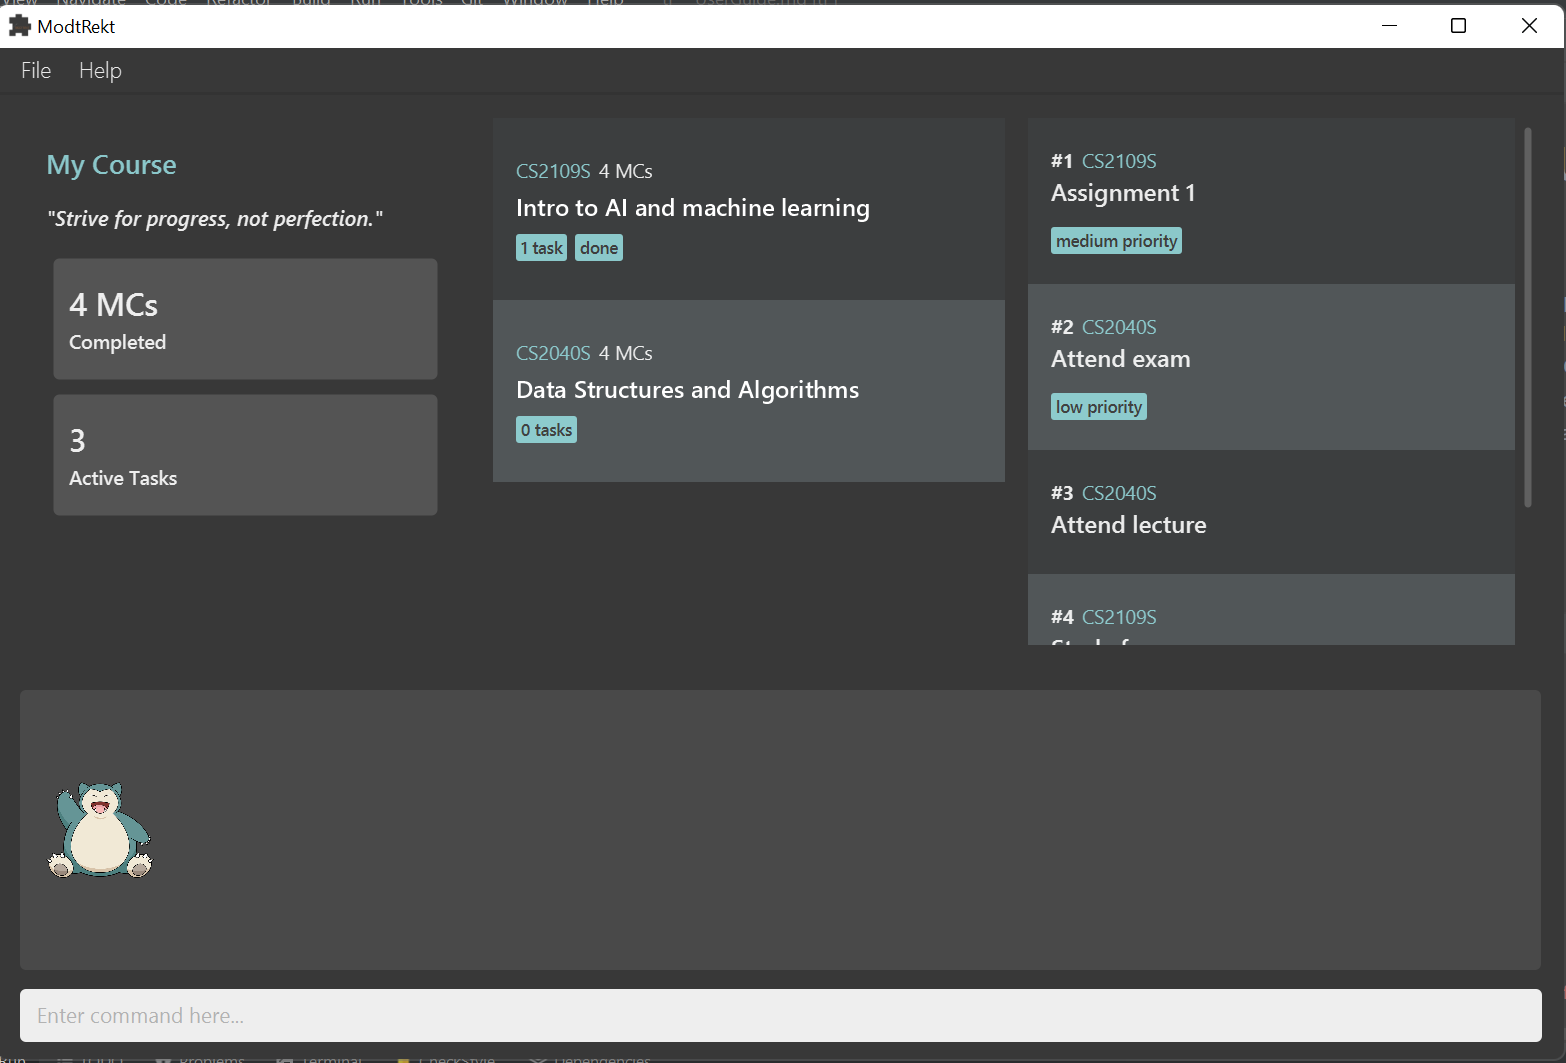 ModtRekt
File Help
My Course
"Strive for progress, not perfection."
4 MCs
Completed
3
Active Tasks
CS2109S 4 MCs
Intro to AI and machine learning
1 task done
CS2040S 4 MCs
Data Structures and Algorithms
0 tasks
#1 CS2109S
Assignment 1
medium priority
#2 CS2040S
Attend exam
low priority
#3 CS2040S
Attend lecture
#4 CS2109S
Enter command here...